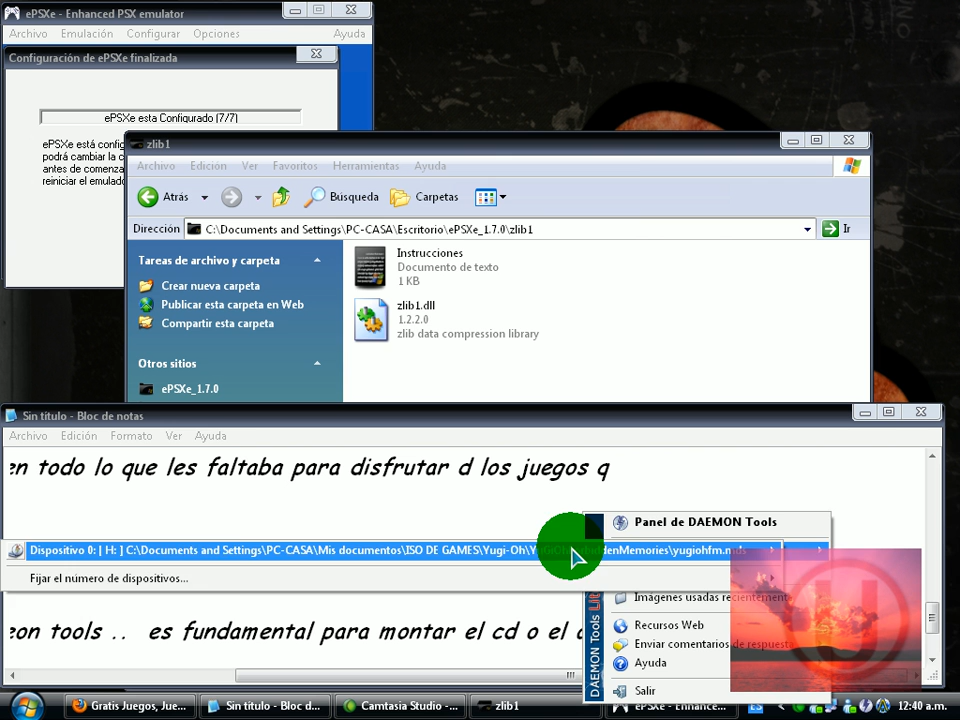 ePSXe - Enhanced PSX emulator
Archivo Emulación Configurar Opciones Ayuda
Configuración de ePSXe finalizada
ePSXe esta Configurado (7/7)
ePSXe está config
podrá cambiar la c
antes de comenza
reiniciar el emulado
zlib1
Archivo Edición Ver Favoritos Herramientas Ayuda
Atrás Búsqueda Carpetas
Dirección C:\Documents and Settings\PC-CASA\Escritorio\ePSXe_1.7.0\zlib1 Ir
Tareas de archivo y carpeta
Crear nueva carpeta
Publicar esta carpeta en Web
Compartir esta carpeta
Otros sitios
ePSXe_1.7.0
Instrucciones
Documento de texto
1 KB
zlib1.dll
1.2.2.0
zlib data compression library
Sin título - Bloc de notas
Archivo Edición Formato Ver Ayuda
en todo lo que les faltaba para disfrutar d los juegos q
Panel de DAEMON Tools
Dispositivo 0: [ H: ] C:\Documents and Settings\PC-CASA\Mis documentos\ISO DE GAMES\Yugi-Oh\
Fijar el número de dispositivos...
Imágenes usadas recientemente
eon tools .. es fundamental para montar el cd o el
Recursos Web
Enviar comentarios de respuesta
Ayuda
Salir
DAEMON Tools Lit
Gratis Juegos, Jue... Sin título - Bloc d... Camtasia Studio -... zlib1 ePSXe - Enhance... ES 12:40 a.m.